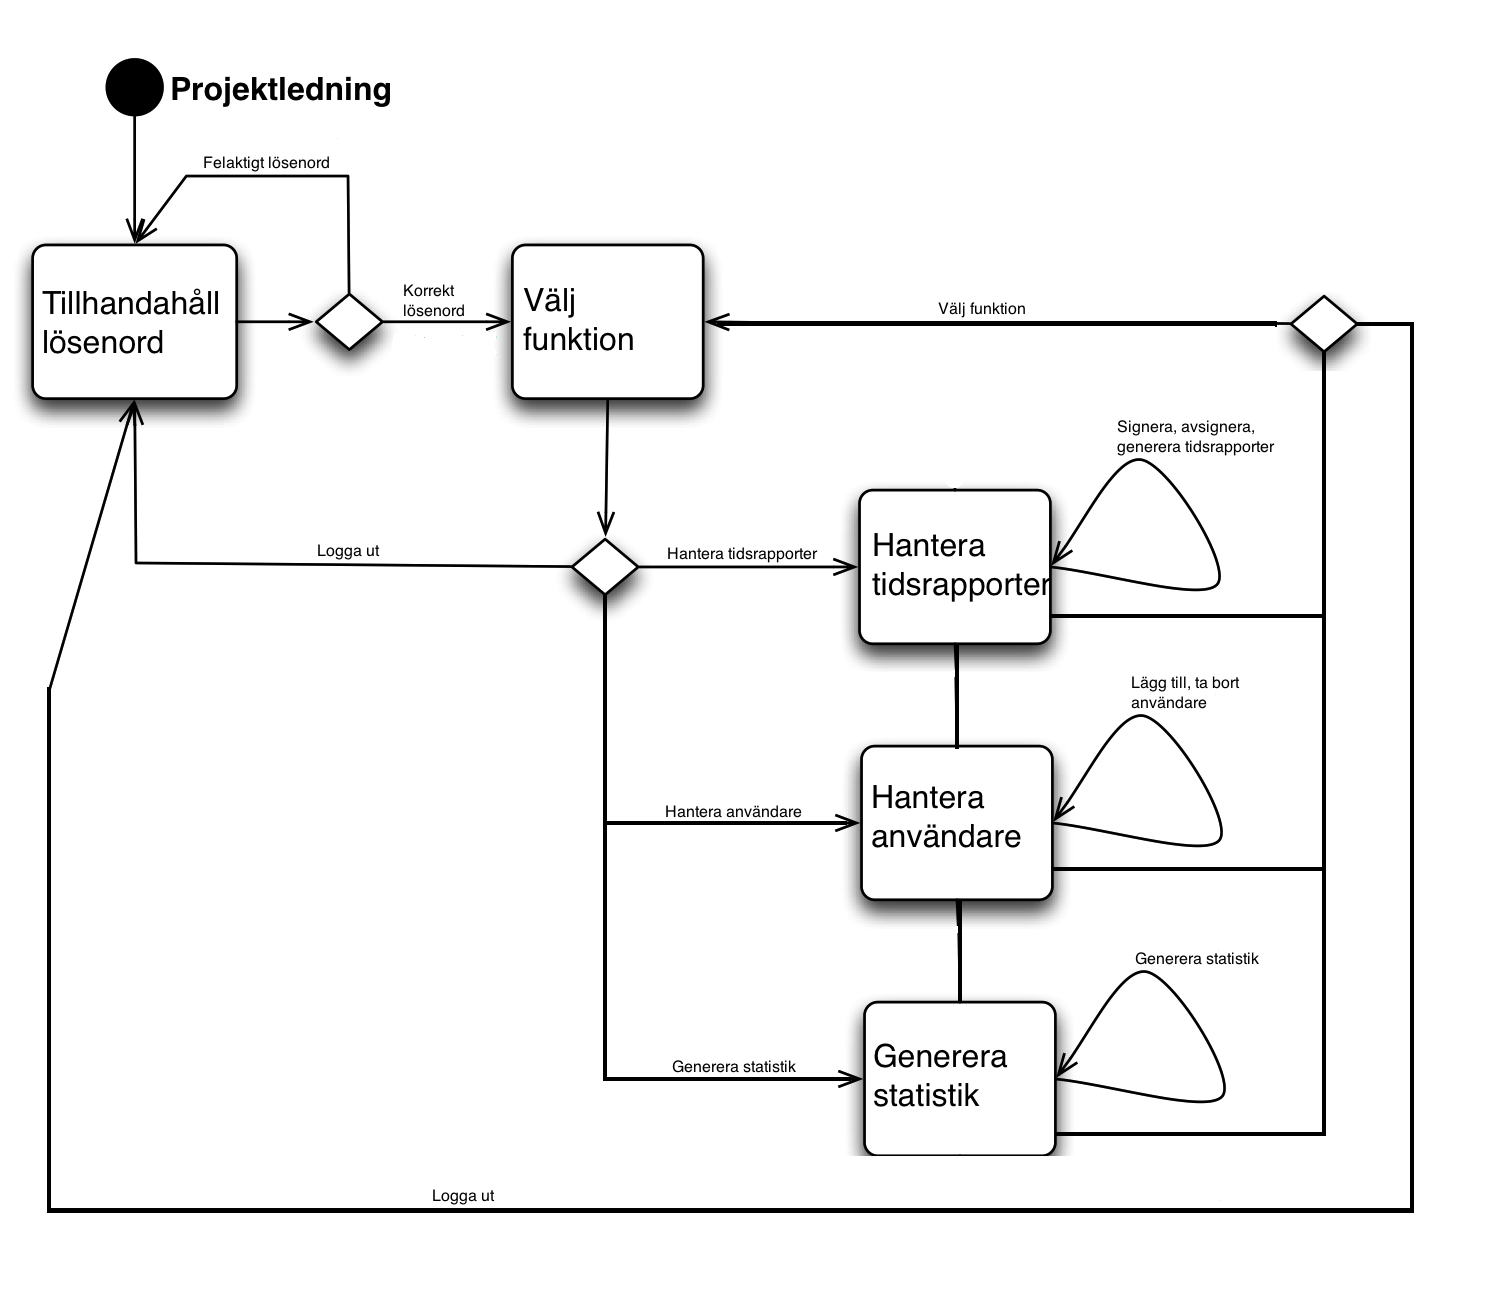 Projektledning
Felaktigt lösenord
Tillhandahåll
lösenord
Korrekt
lösenord
Välj
funktion
Välj funktion
Signera, avsignera,
generera tidsrapporter
Logga ut
Hantera tidsrapporter
Hantera
tidsrapporter
Lägg till, ta bort
användare
Hantera användare
Hantera
användare
Generera statistik
Generera statistik
Generera
statistik
Logga ut